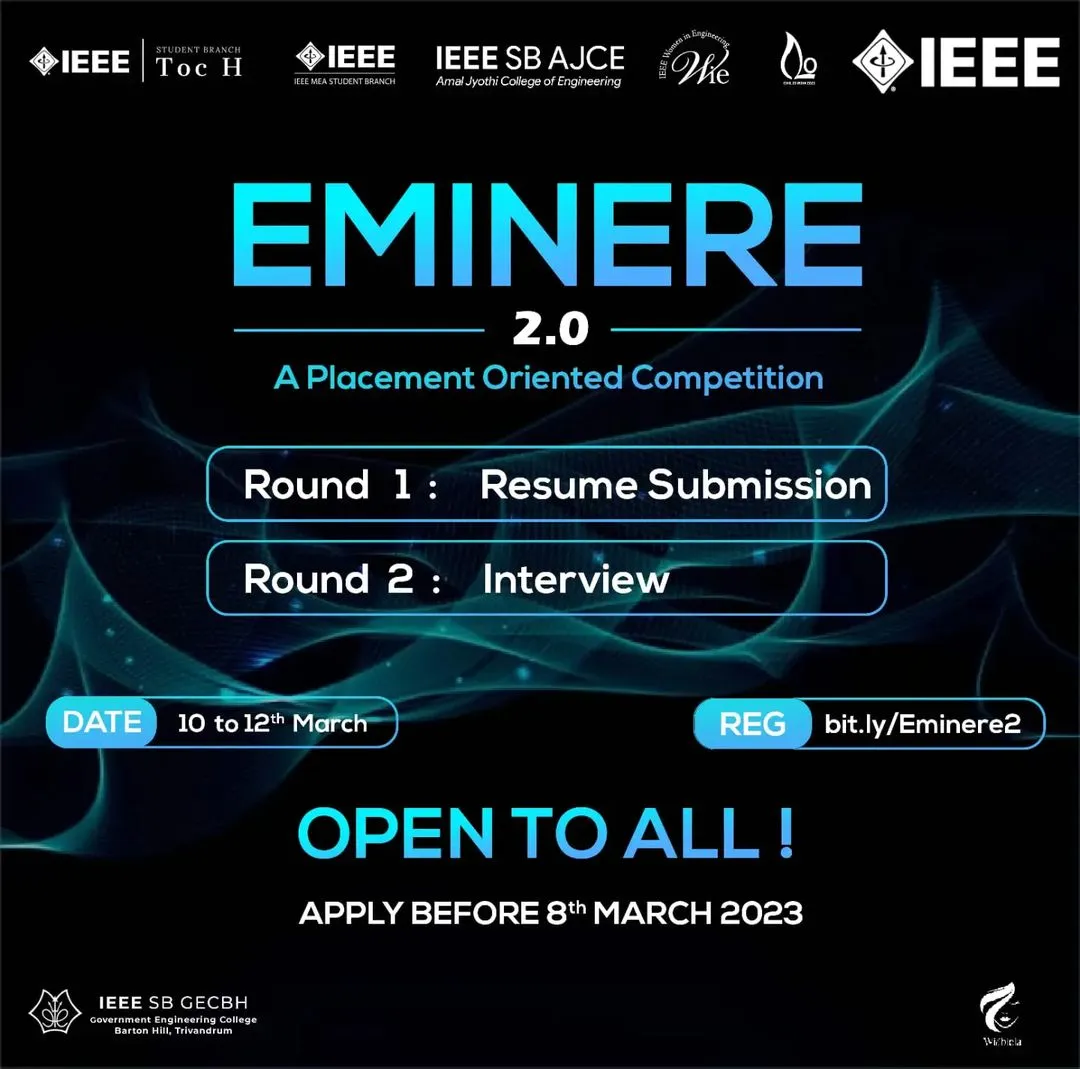 IEEE STUDENT BRANCH Toc H
IEEE
IEEE MEA STUDENT BRANCH
IEEE SB AJCE
Amal Jyothi College of Engineering
IEEE Women in Engineering
Wie
IEEE
EMINERE
2.0
A Placement Oriented Competition
Round 1 : Resume Submission
Round 2 : Interview
DATE 10 to 12th March
REG bit.ly/Eminere2
OPEN TO ALL !
APPLY BEFORE 8th MARCH 2023
IEEE SB GECBH
Government Engineering College
Barton Hill, Trivandrum